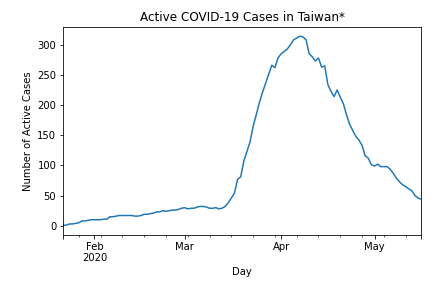 Active COVID-19 Cases in Taiwan*
Number of Active Cases
300
250
200
150
100
50
0
Feb
2020
Mar
Apr
May
Day